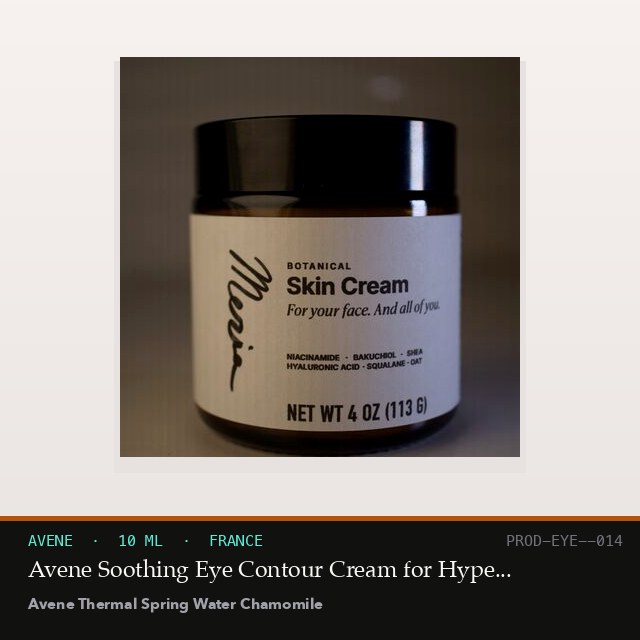 Meria
BOTANICAL
Skin Cream
For your face. And all of you.
NIACINAMIDE · BAKUCHIOL · SHEA
HYALURONIC ACID · SQUALANE · OAT
NET WT 4 OZ (113 G)
AVENE · 10 ML · FRANCE
PROD-EYE--014
Avene Soothing Eye Contour Cream for Hype...
Avene Thermal Spring Water Chamomile